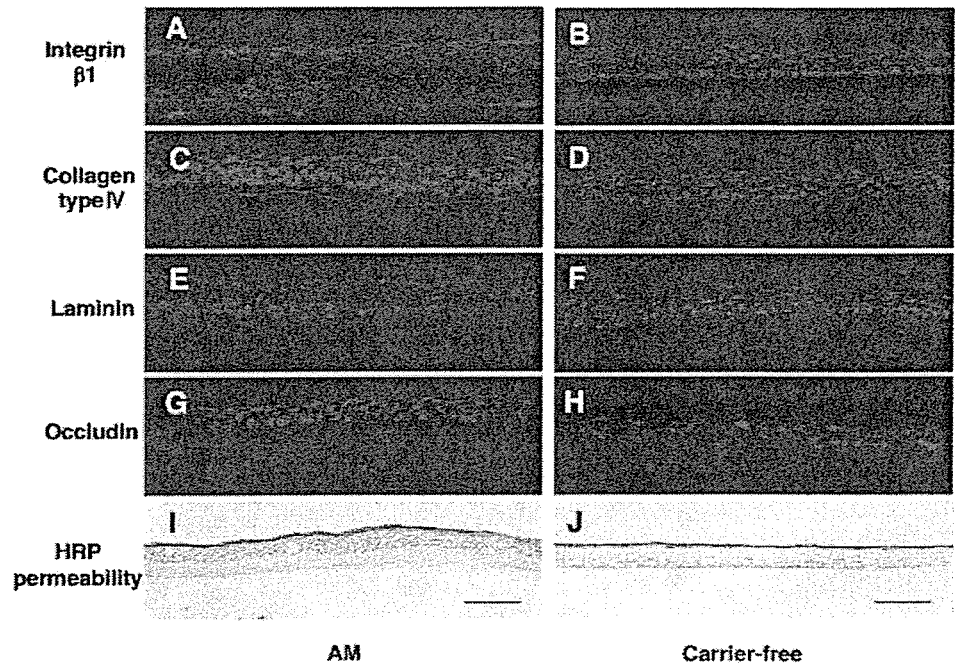 Integrin
β1
A
B
Collagen
type IV
C
D
Laminin
E
F
Occludin
G
H
HRP
permeability
I
J
AM
Carrier-free